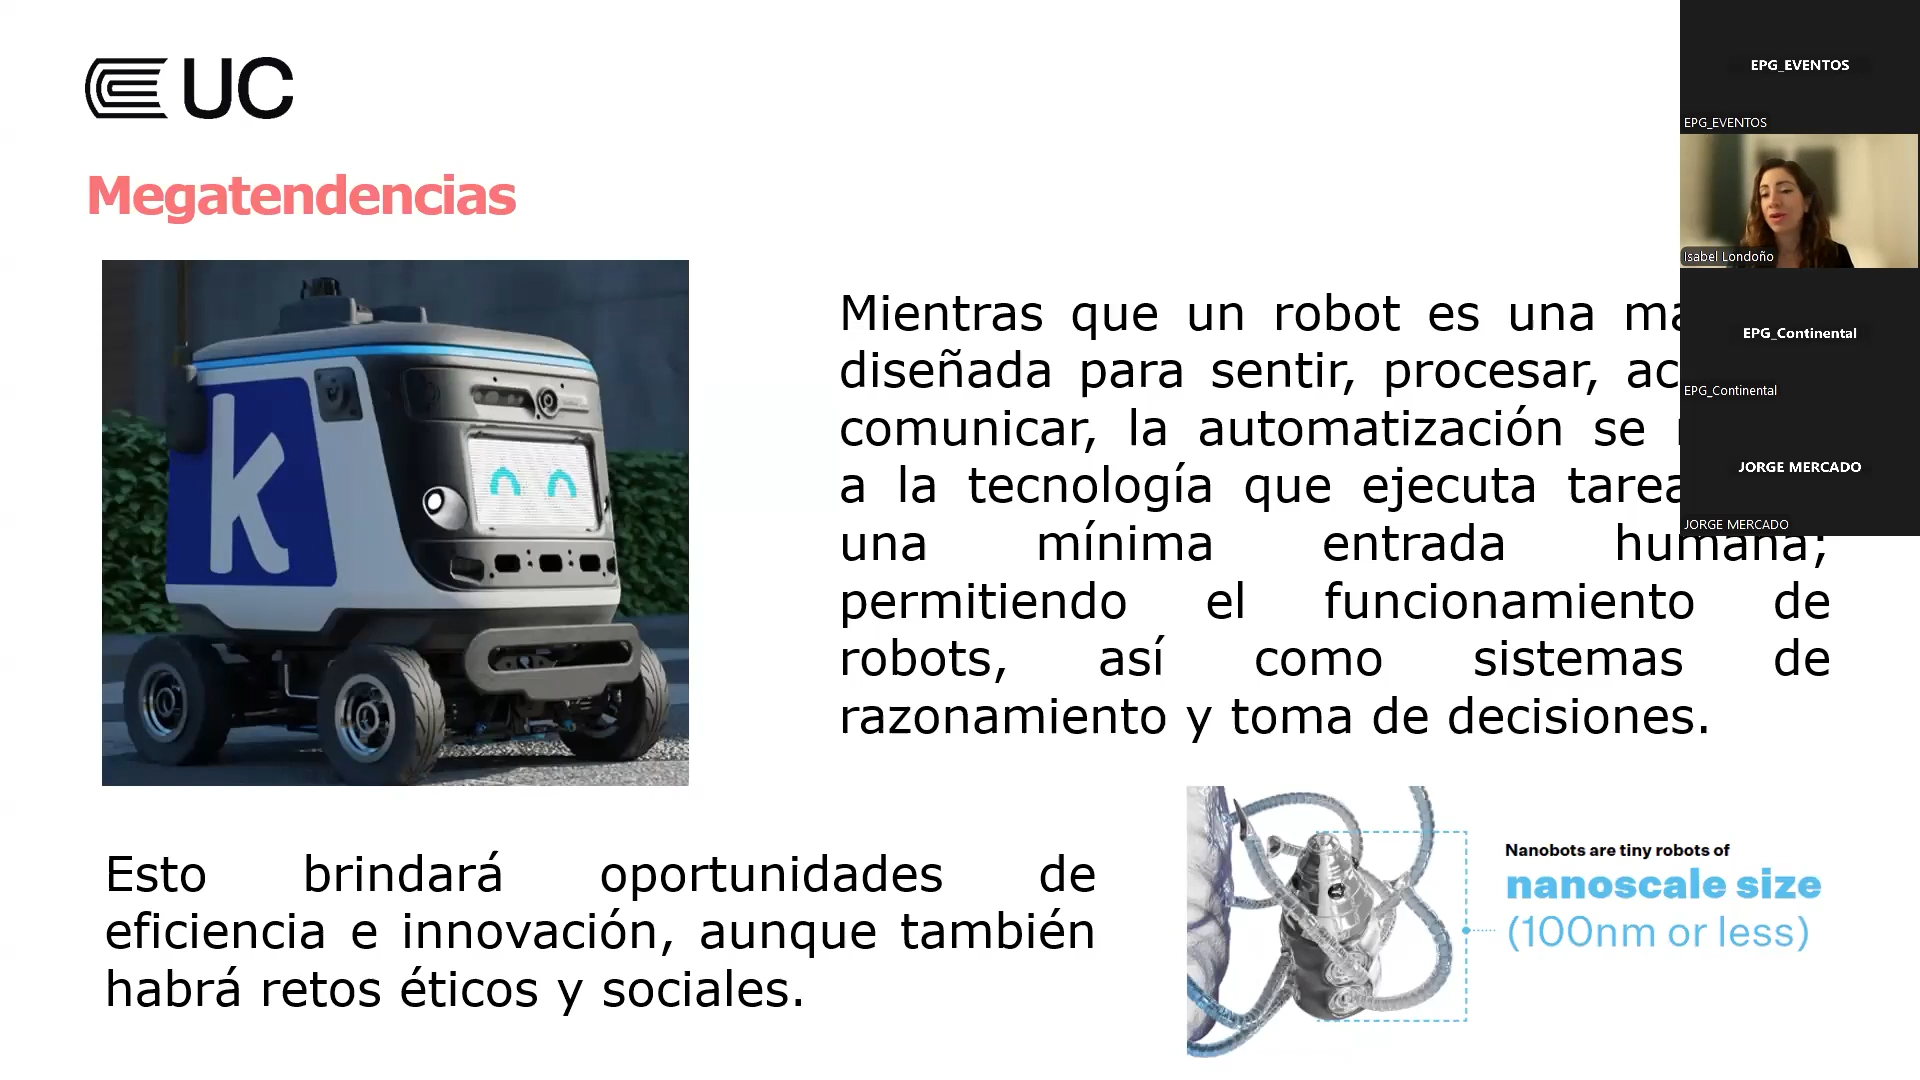 UC
Megatendencias
k
Mientras que un robot es una
diseñada para sentir, procesar,
comunicar, la automatización se
a la tecnología que ejecuta
una mínima entrada humana;
permitiendo el funcionamiento de
robots, así como sistemas de
razonamiento y toma de decisiones.
Esto brindará oportunidades de
eficiencia e innovación, aunque también
habrá retos éticos y sociales.
Nanobots are tiny robots of
nanoscale size
(100nm or less)
EPG_EVENTOS
EPG_EVENTOS
Isabel Londoño
EPG_Continental
EPG_Continental
JORGE MERCADO
JORGE MERCADO